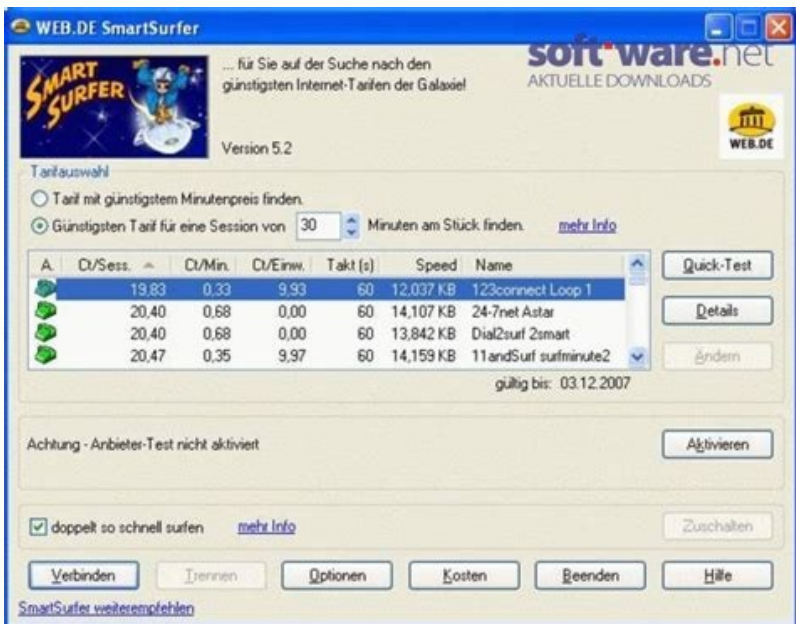 WEB.DE SmartSurfer
SMART SURFER
... für Sie auf der Suche nach den
günstigsten Internet-Tarifen der Galaxie!
Version 5.2
soft-ware.net
AKTUELLE DOWNLOADS
WEB.DE
Tarifauswahl
Tarif mit günstigstem Minutenpreis finden.
Günstigsten Tarif für eine Session von 30 Minuten am Stück finden. mehr Info
A. Ct/Sess. Ct/Min. Ct/Einw. Takt (s) Speed Name
19,83 0,33 9,93 60 12,037 KB 123connect Loop 1
20,40 0,68 0,00 60 14,107 KB 24-7net Astar
20,40 0,68 0,00 60 13,842 KB Dial2surf 2smart
20,47 0,35 9,97 60 14,159 KB 11andSurf surfminute2
Quick-Test
Details
Ändern
gültig bis: 03.12.2007
Achtung - Anbieter-Test nicht aktiviert
Aktivieren
doppelt so schnell surfen mehr Info
Zuschalten
Verbinden Trennen Optionen Kosten Beenden Hilfe
SmartSurfer weiterempfehlen